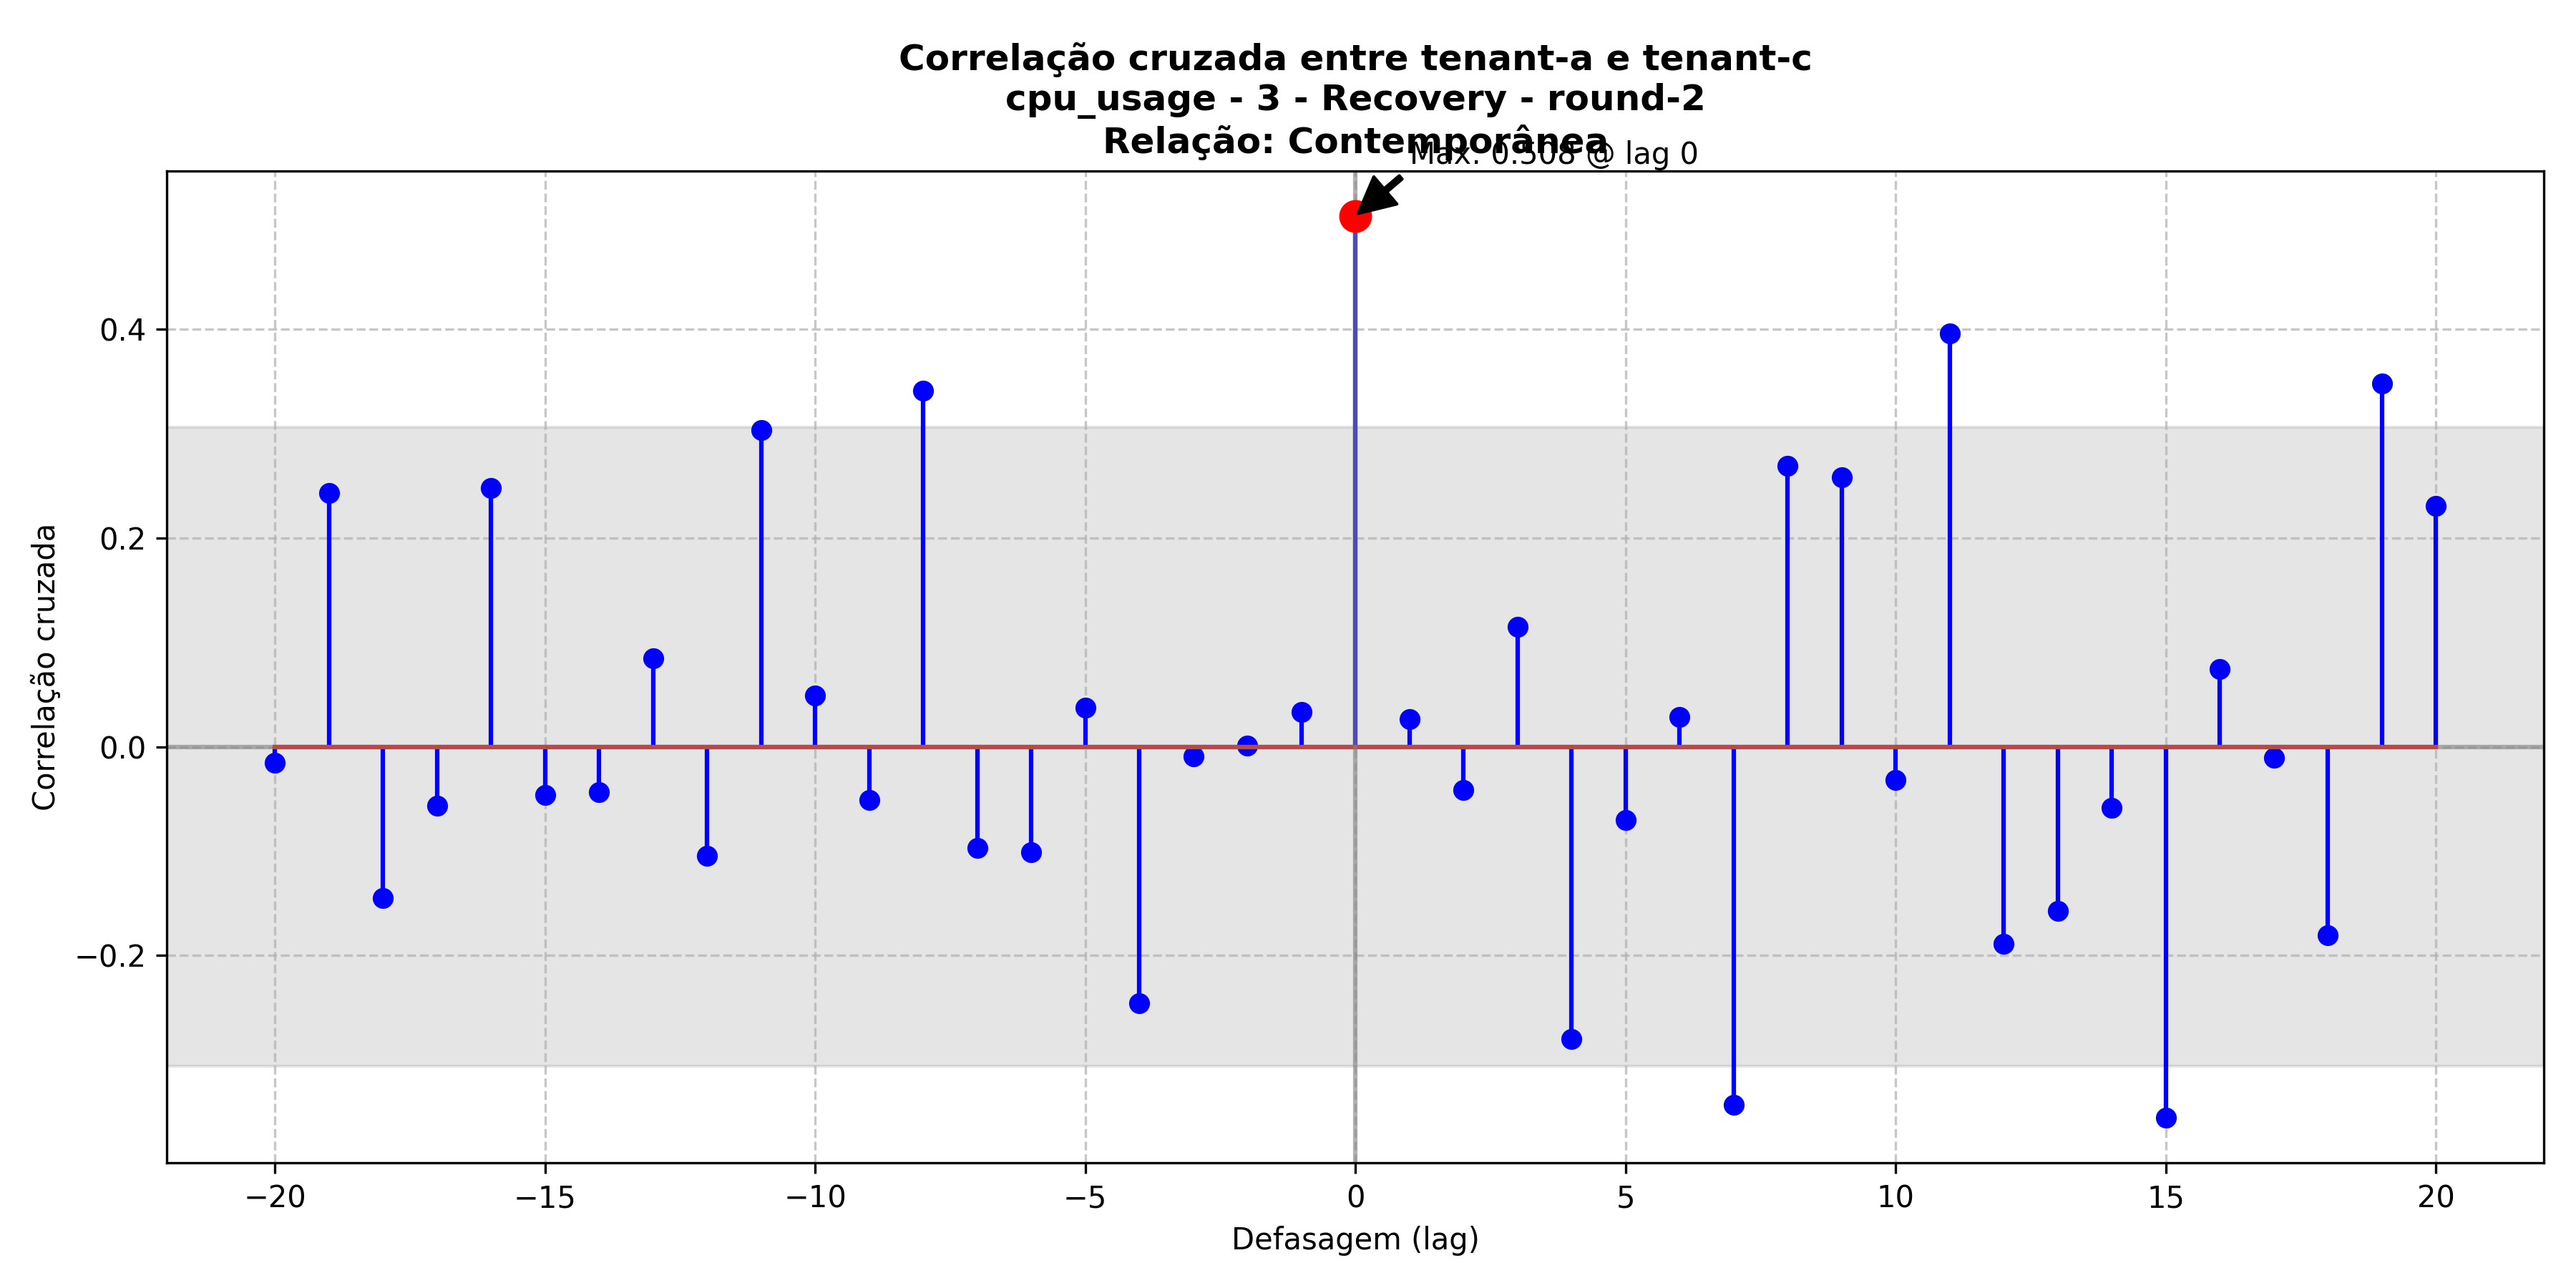 Correlação cruzada entre tenant-a e tenant-c
cpu_usage - 3 - Recovery - round-2
Relação: Contemporânea
Max: 0.508 @ lag 0
Correlação cruzada
0.4
0.2
0.0
−0.2
−20 −15 −10 −5 0 5 10 15 20
Defasagem (lag)